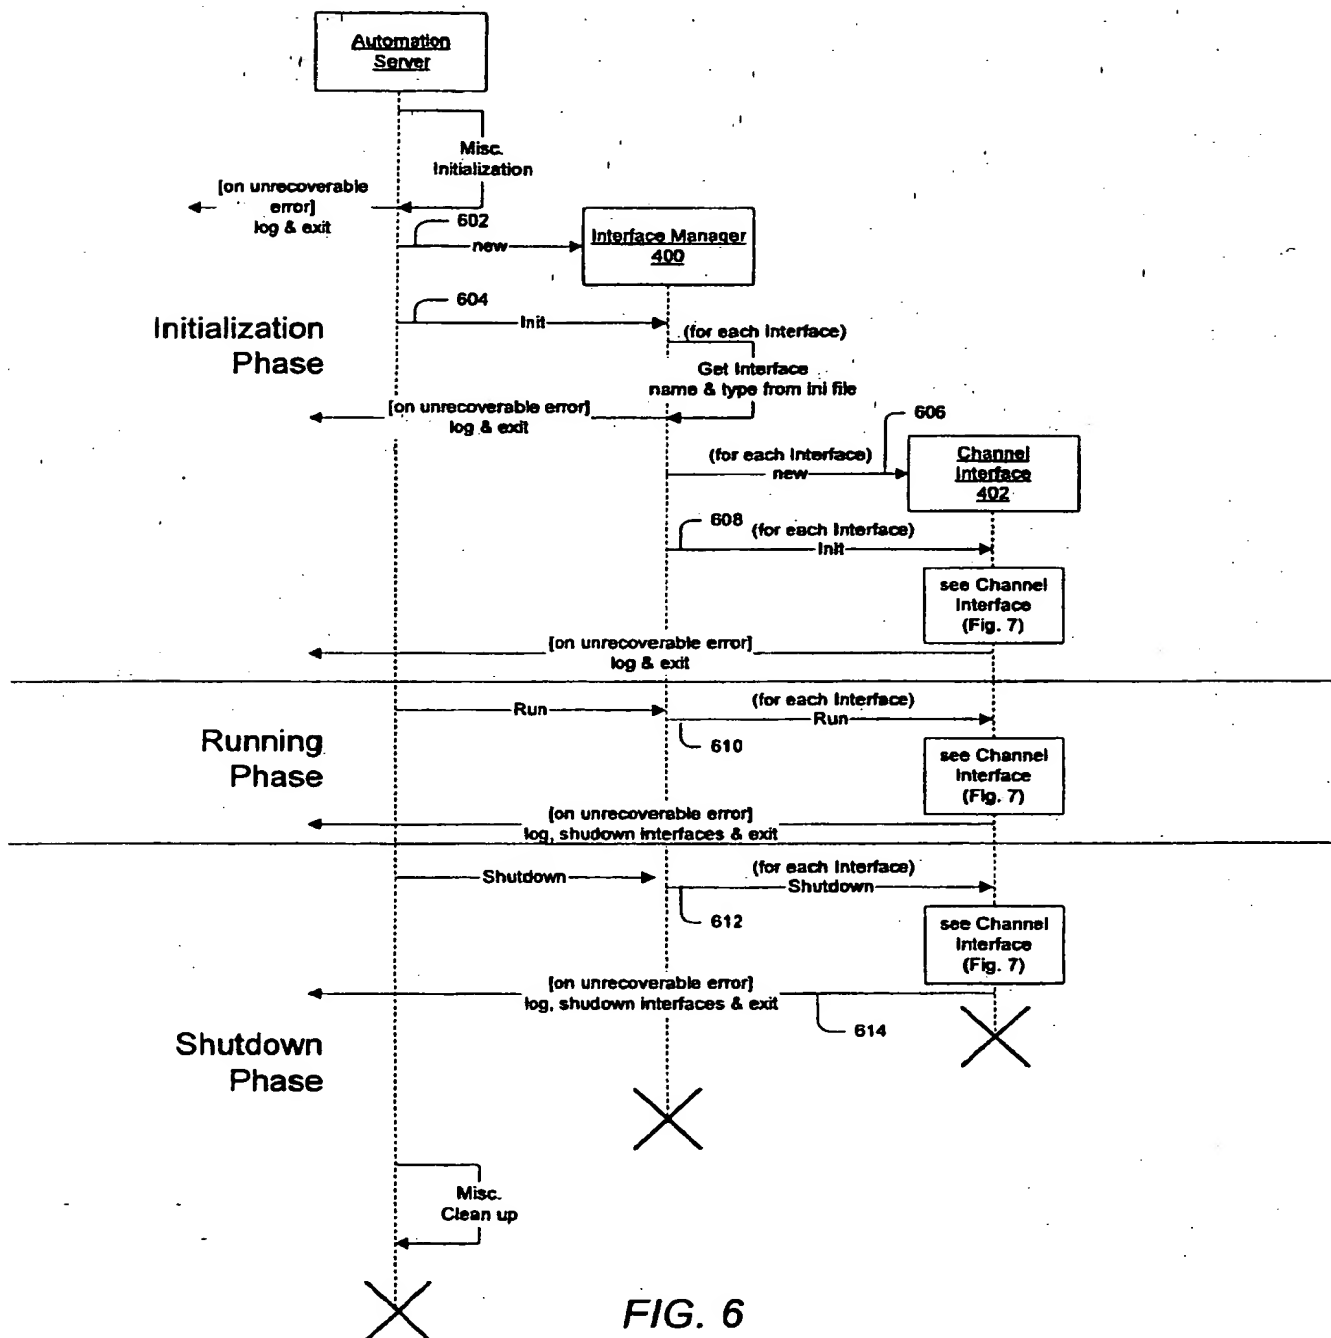 Automation
Server
Misc.
Initialization
[on unrecoverable
error]
log & exit
602
new
Interface Manager
400
604
Init
(for each Interface)
Initialization
Phase
Get Interface
name & type from ini file
[on unrecoverable error]
log & exit
606
(for each Interface)
new
Channel
Interface
402
608
(for each Interface)
Init
see Channel
Interface
(Fig. 7)
[on unrecoverable error]
log & exit
Run
(for each Interface)
Run
610
Running
Phase
see Channel
Interface
(Fig. 7)
[on unrecoverable error]
log, shudown interfaces & exit
Shutdown
(for each Interface)
Shutdown
612
see Channel
Interface
(Fig. 7)
[on unrecoverable error]
log, shudown interfaces & exit
614
Shutdown
Phase
Misc.
Clean up
FIG. 6